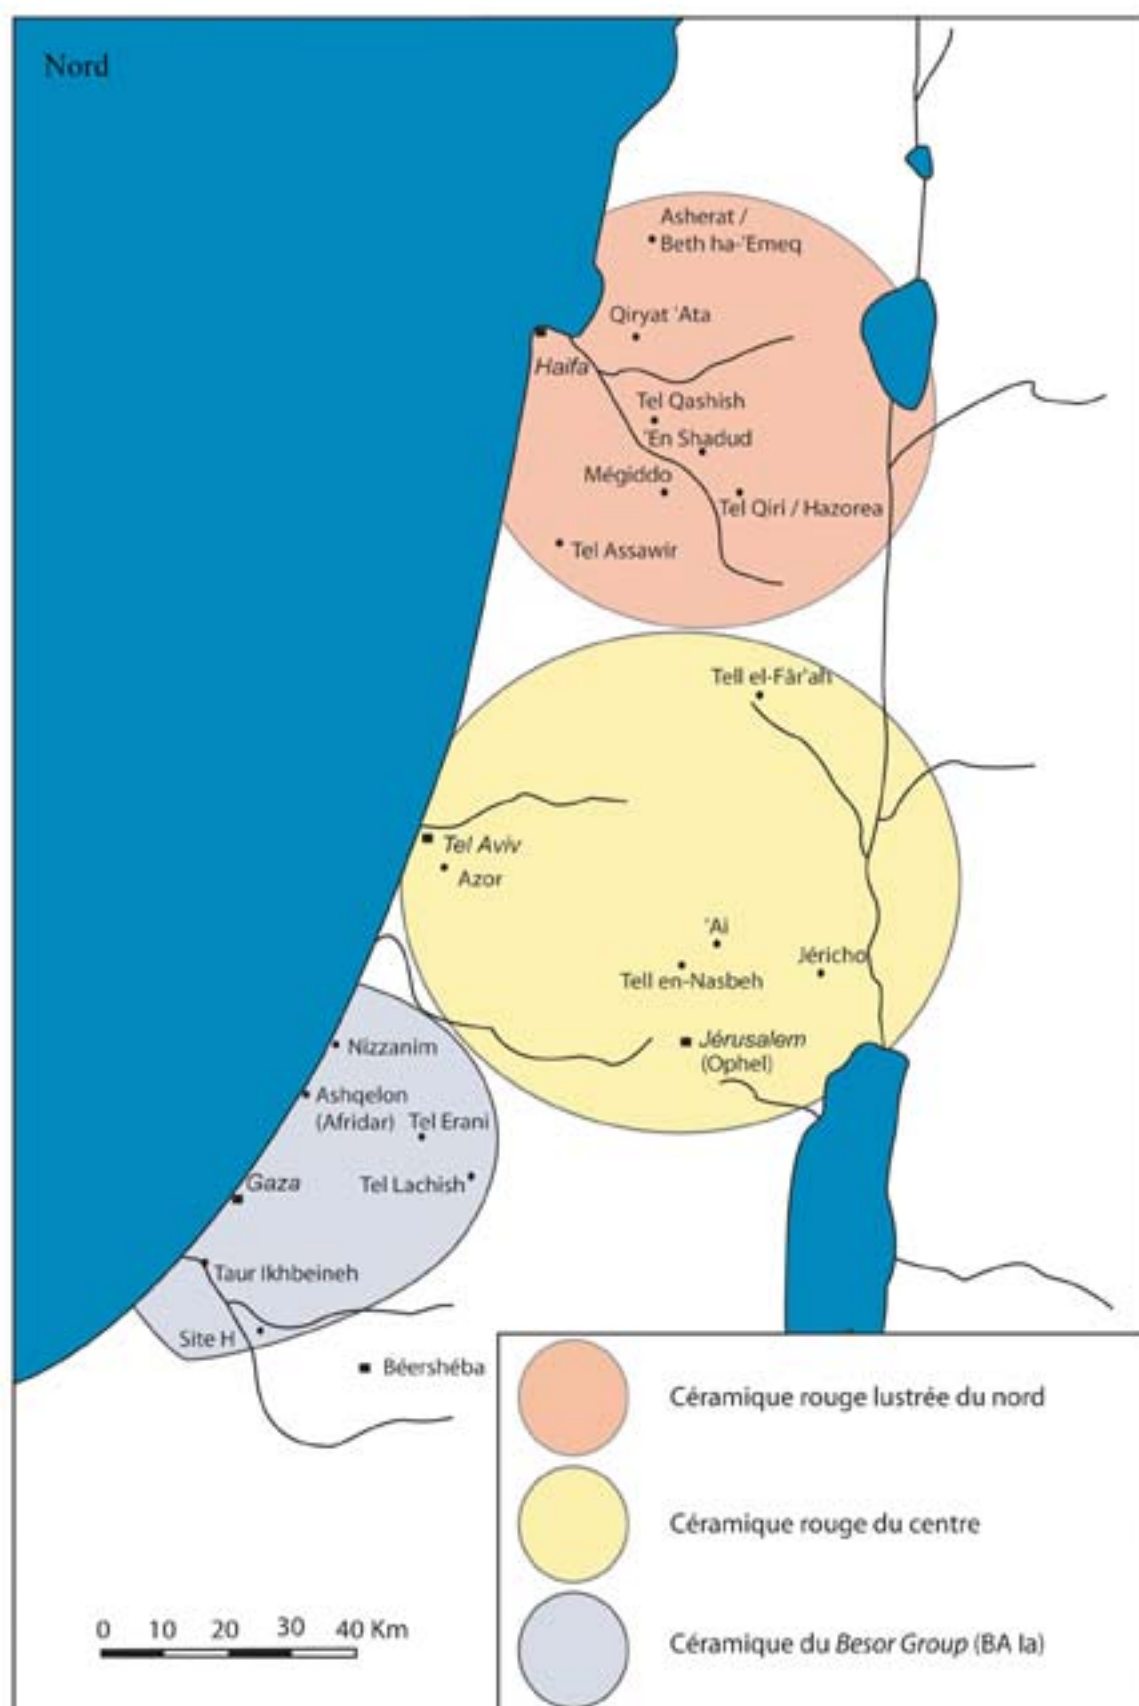 Nord
Asherat /
Beth ha-'Emeq
Qiryat 'Ata
Haïfa
Tel Qashish
'En Shadud
Mégiddo
Tel Qiri / Hazorea
Tel Assawir
Tell el-Fâr'ah
Tel Aviv
Azor
'Ai
Tell en-Nasbeh
Jéricho
Jérusalem
(Ophel)
Nizzanim
Ashqelon
(Afridar)
Tel Erani
Gaza
Tel Lachish
Taur Ikhbeineh
Site H
Béershéba
Céramique rouge lustrée du nord
Céramique rouge du centre
Céramique du Besor Group (BA Ia)
0 10 20 30 40 Km